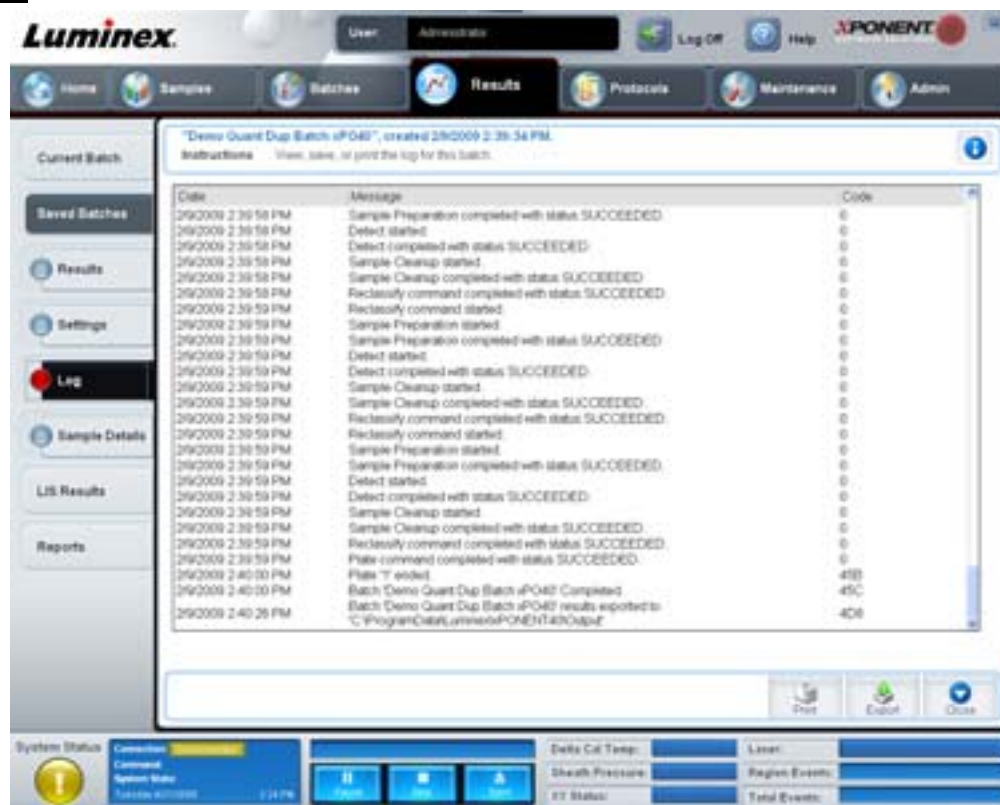 Luminex
User: Administrator
Log Off
Help
XPONENT
Home
Samples
Batches
Results
Protocols
Maintenance
Admin
Current Batch
Saved Batches
Results
Settings
Log
Sample Details
LIS Results
Reports
"Demo Quant Dup Batch xPO40", created 2/9/2009 2:39:34 PM.
Instructions View, save, or print the log for this batch.
Date Message Code
2/9/2009 2:39:58 PM Sample Preparation completed with status SUCCEEDED. 0
2/9/2009 2:39:58 PM Detect started. 0
2/9/2009 2:39:58 PM Detect completed with status SUCCEEDED. 0
2/9/2009 2:39:58 PM Sample Cleanup started. 0
2/9/2009 2:39:58 PM Sample Cleanup completed with status SUCCEEDED. 0
2/9/2009 2:39:58 PM Reclassify command completed with status SUCCEEDED. 0
2/9/2009 2:39:59 PM Reclassify command started. 0
2/9/2009 2:39:59 PM Sample Preparation started. 0
2/9/2009 2:39:59 PM Sample Preparation completed with status SUCCEEDED. 0
2/9/2009 2:39:59 PM Detect started. 0
2/9/2009 2:39:59 PM Detect completed with status SUCCEEDED. 0
2/9/2009 2:39:59 PM Sample Cleanup started. 0
2/9/2009 2:39:59 PM Sample Cleanup completed with status SUCCEEDED. 0
2/9/2009 2:39:59 PM Reclassify command completed with status SUCCEEDED. 0
2/9/2009 2:39:59 PM Reclassify command started. 0
2/9/2009 2:39:59 PM Sample Preparation started. 0
2/9/2009 2:39:59 PM Sample Preparation completed with status SUCCEEDED. 0
2/9/2009 2:39:59 PM Detect started. 0
2/9/2009 2:39:59 PM Detect completed with status SUCCEEDED. 0
2/9/2009 2:39:59 PM Sample Cleanup started. 0
2/9/2009 2:39:59 PM Sample Cleanup completed with status SUCCEEDED. 0
2/9/2009 2:39:59 PM Reclassify command completed with status SUCCEEDED. 0
2/9/2009 2:39:59 PM Plate command completed with status SUCCEEDED. 0
2/9/2009 2:40:00 PM Plate '1' ended. 45B
2/9/2009 2:40:00 PM Batch 'Demo Quant Dup Batch xPO40' Completed. 45C
2/9/2009 2:40:26 PM Batch 'Demo Quant Dup Batch xPO40' results exported to 4D8
'C:\ProgramData\Luminex\xPONENT40\Output'
Print
Export
Close
System Status
Connection:
Command:
System State:
Tuesday
2:24 PM
Pause
Stop
Eject
Delta Cal Temp:
Sheath Pressure:
XY Status:
Laser:
Region Events:
Total Events: